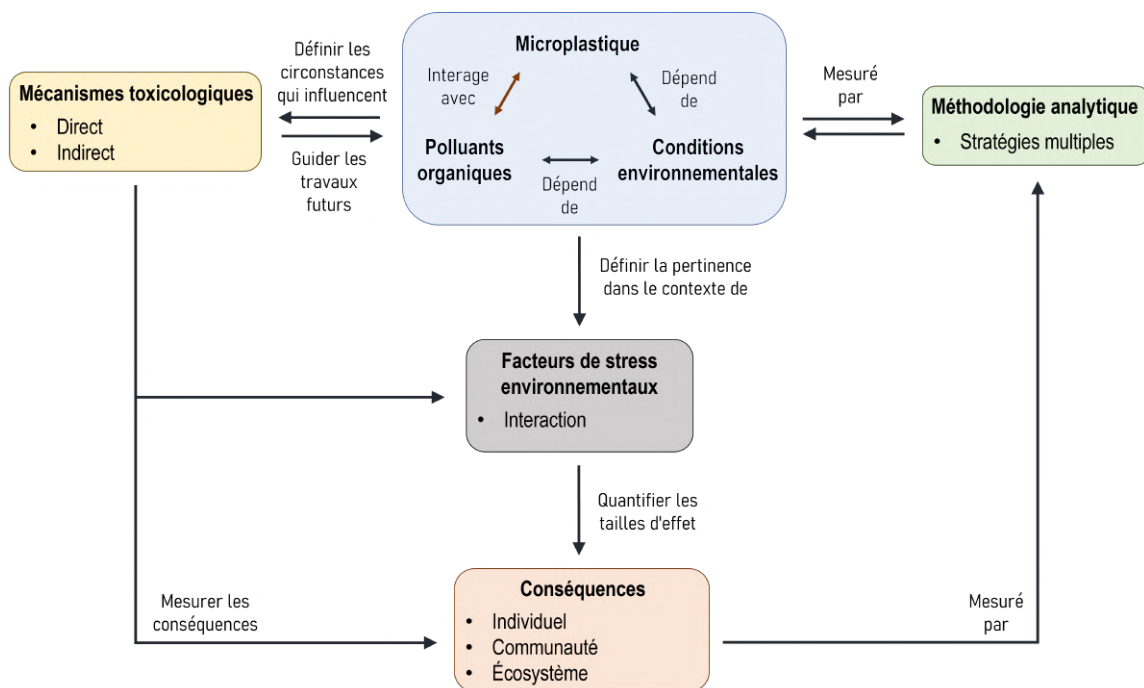 Définir les
circonstances
qui influencent
Microplastique
Interage
avec
Dépend
de
Mesuré
par
Mécanismes toxicologiques
• Direct
• Indirect
Méthodologie analytique
• Stratégies multiples
Guider les
travaux
futurs
Polluants
organiques
Dépend
de
Conditions
environnementales
Définir la pertinence
dans le contexte de
Facteurs de stress
environnementaux
• Interaction
Quantifier les
tailles d'effet
Mesurer les
conséquences
Conséquences
• Individuel
• Communauté
• Écosystème
Mesuré
par